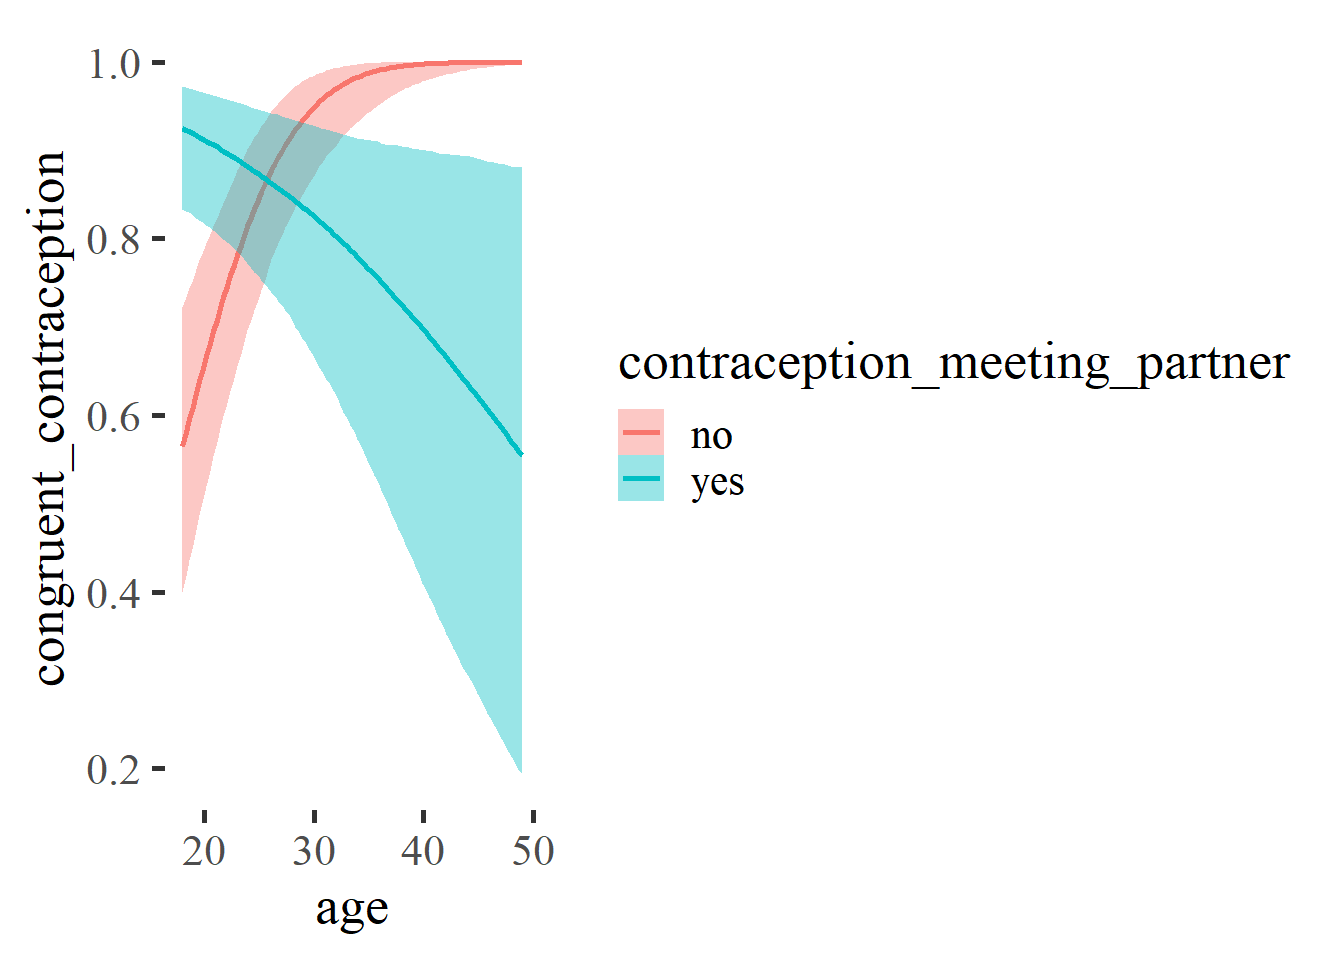 congruent_contraception
1.0
0.8
0.6
0.4
0.2
20 30 40 50
age
contraception_meeting_partner
no
yes